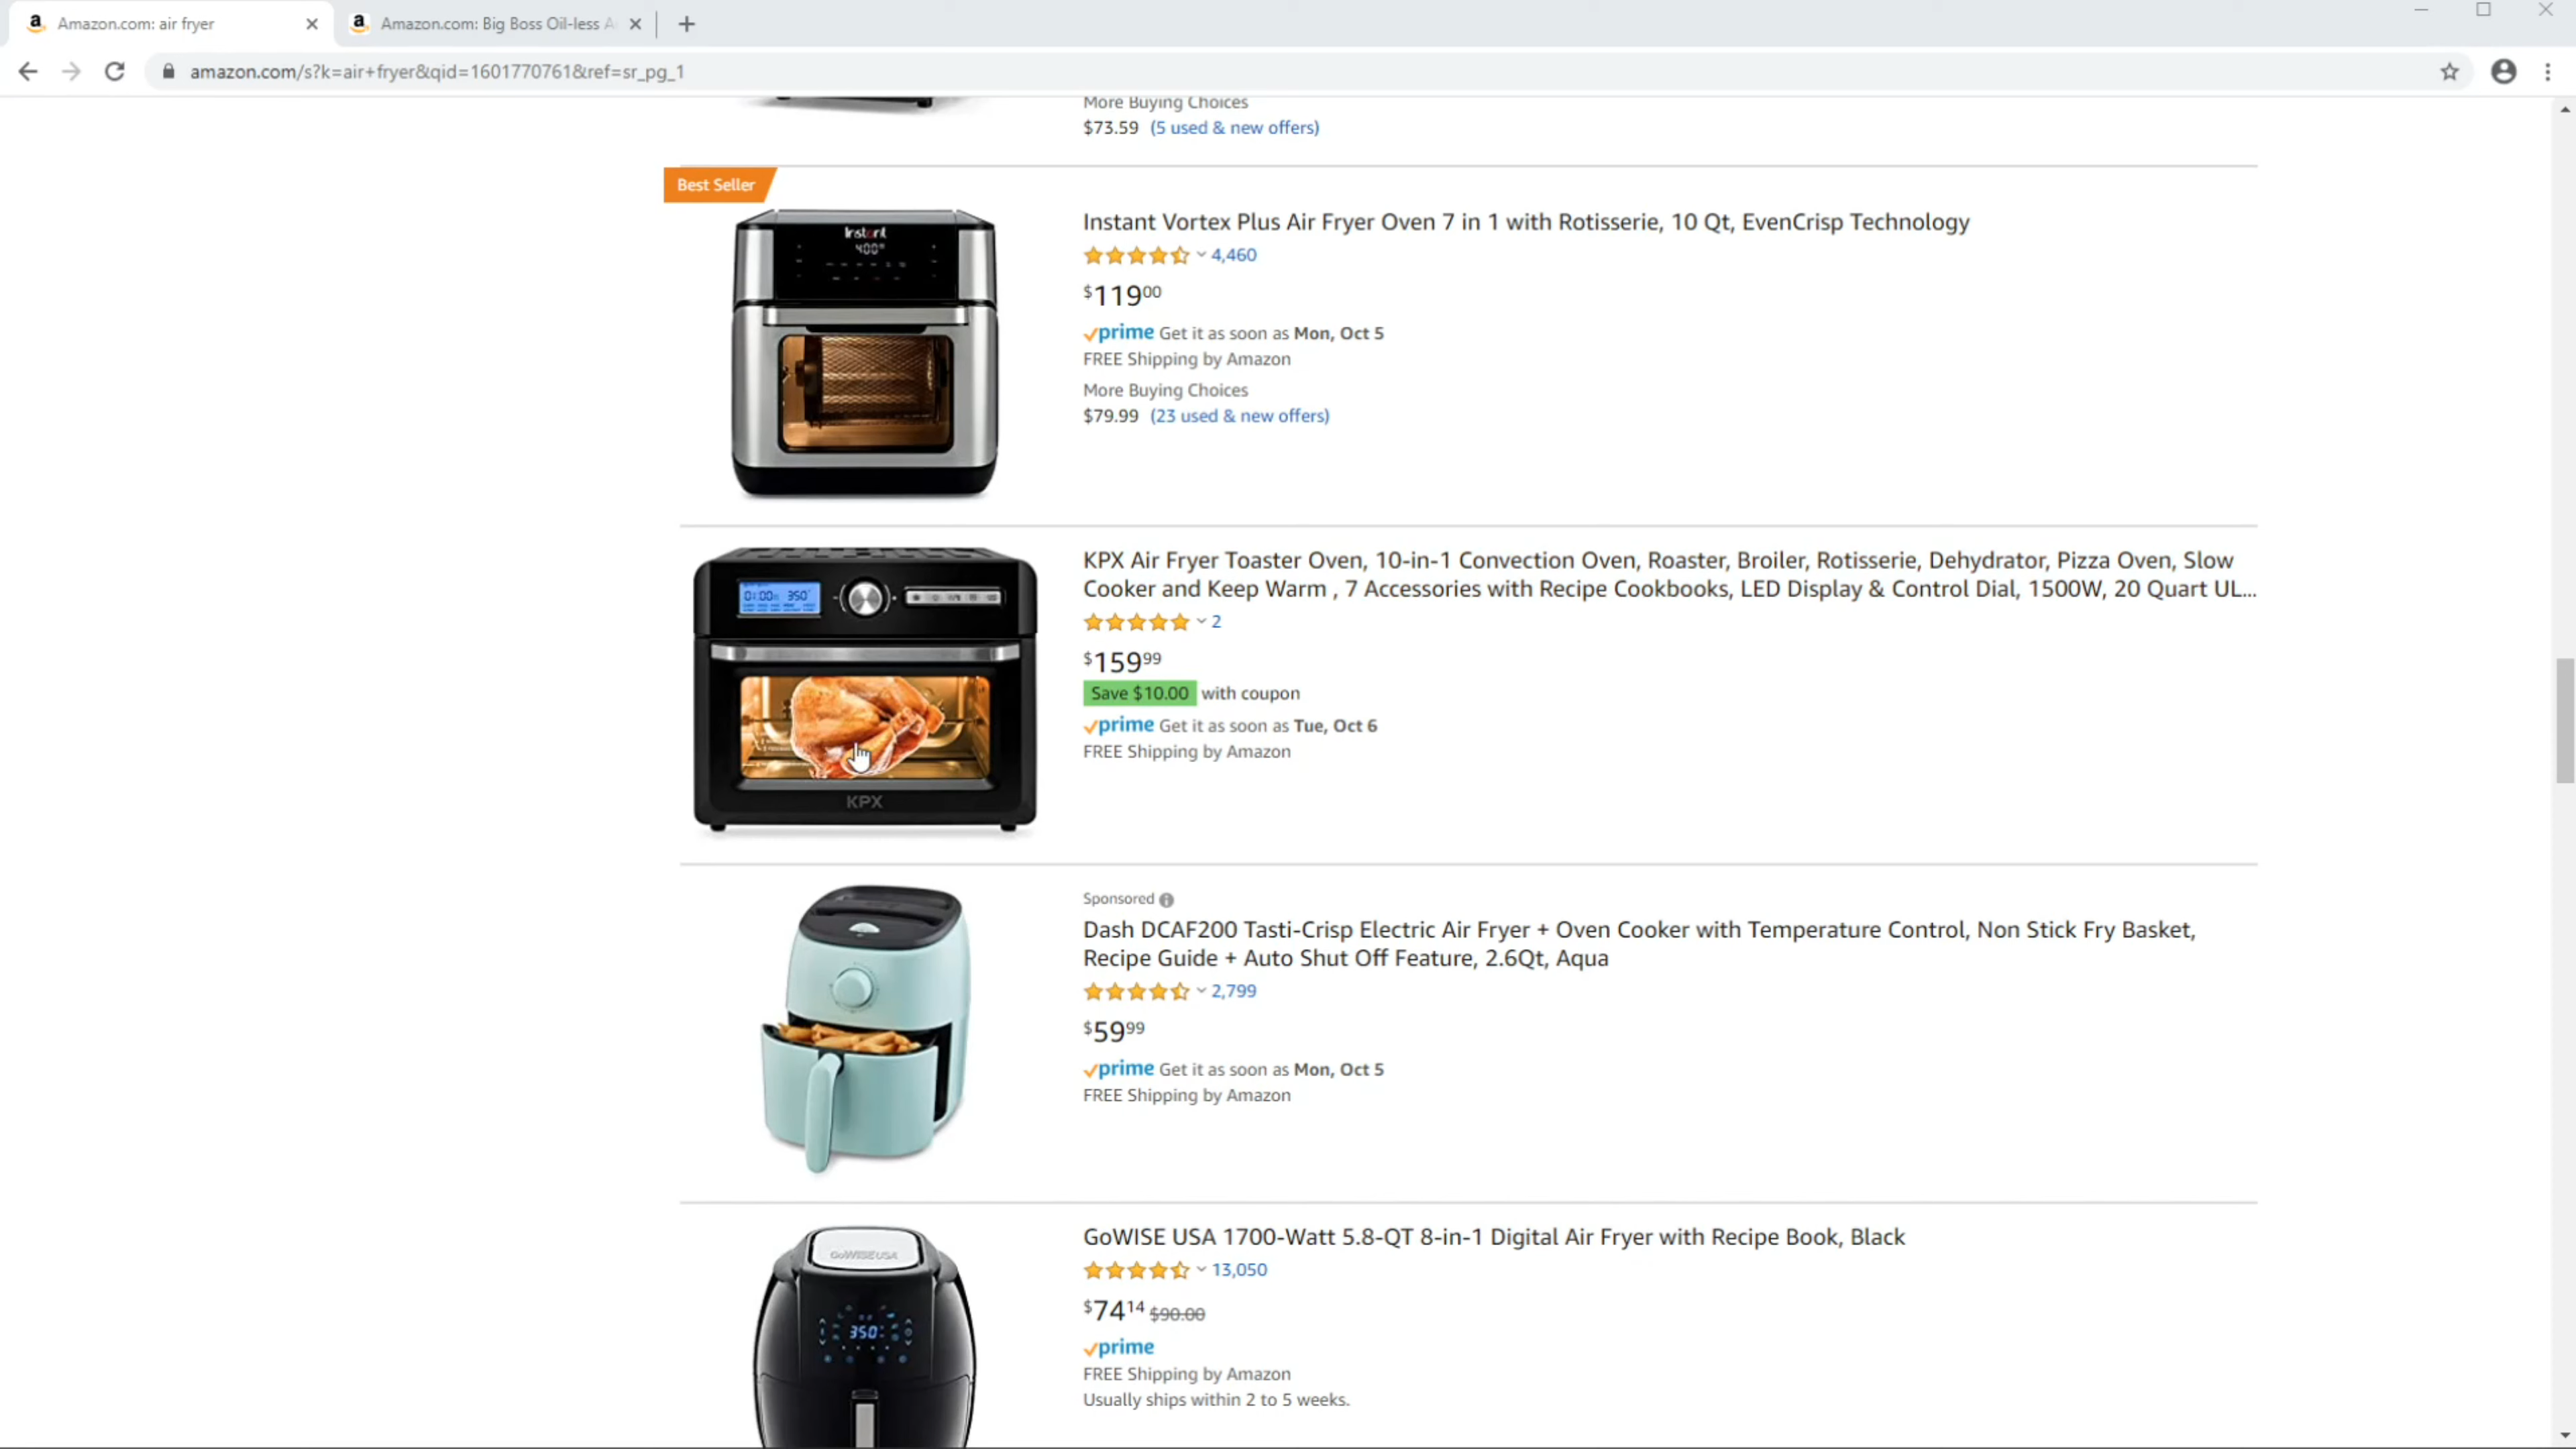 Amazon.com: air fryer
Amazon.com: Big Boss Oil-less A
amazon.com/s?k=air+fryer&qid=1601770761&ref=sr_pg_1
More Buying Choices
$73.59 (5 used & new offers)
Best Seller
Instant
400°
Instant Vortex Plus Air Fryer Oven 7 in 1 with Rotisserie, 10 Qt, EvenCrisp Technology
4,460
$119.00
prime Get it as soon as Mon, Oct 5
FREE Shipping by Amazon
More Buying Choices
$79.99 (23 used & new offers)
KPX Air Fryer Toaster Oven, 10-in-1 Convection Oven, Roaster, Broiler, Rotisserie, Dehydrator, Pizza Oven, Slow
Cooker and Keep Warm , 7 Accessories with Recipe Cookbooks, LED Display & Control Dial, 1500W, 20 Quart UL...
2
$159.99
Save $10.00 with coupon
prime Get it as soon as Tue, Oct 6
FREE Shipping by Amazon
0:00 350°
KPX
Sponsored
Dash DCAF200 Tasti-Crisp Electric Air Fryer + Oven Cooker with Temperature Control, Non Stick Fry Basket,
Recipe Guide + Auto Shut Off Feature, 2.6Qt, Aqua
2,799
$59.99
prime Get it as soon as Mon, Oct 5
FREE Shipping by Amazon
GoWISE USA 1700-Watt 5.8-QT 8-in-1 Digital Air Fryer with Recipe Book, Black
13,050
$74.14 $90.00
prime
FREE Shipping by Amazon
Usually ships within 2 to 5 weeks.
GoWISE USA
350°